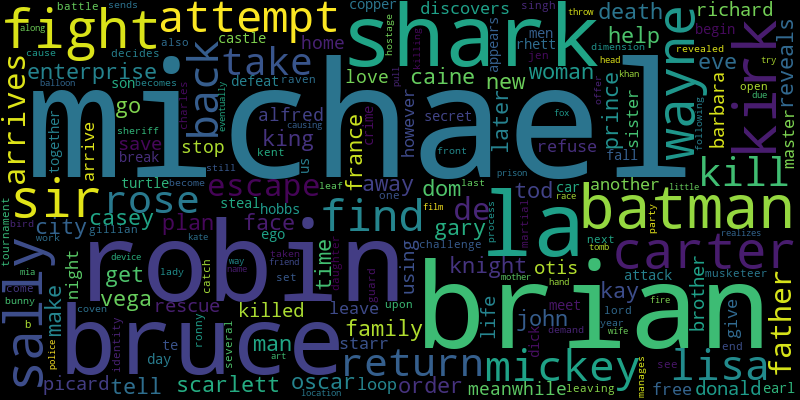 battle sends copper discovers singh throw richard
along fight attempt shark men death begin
cause decides also castle home rhett help revealed
arrives enterprise take appears wayne reveals
balloon son becomes defeat raven love caine new woman eve dimension head try
michael
go back alfred however later prince khan kirk
together sheriff eventually charles king secret us france crime sister barbara open due
arrive save stop kent causing refuse offer following
break still front fox fall master
turtle become leaf away prison kill
sir rose escape dom last tod another little
tournament casey steal hobbs one de car batman
city gillian plan face film find la race
bird work kate ego gary process martial next party realizes
robin time using challenge knight otis tomb carter
mia night device lady way friend daughter mother attack musketeer
come get catch name taken set guard brian kay hand
bunny vega rescue leave upon life meet brother fire give
sally make coven killed family john lord year father
b identity several man starr dick demand wife end
police te ronny art return mickey lisa
day see
picard tell scarlett oscar loop order meanwhile leaving manages free donald earl
location
jen killing pull hostage